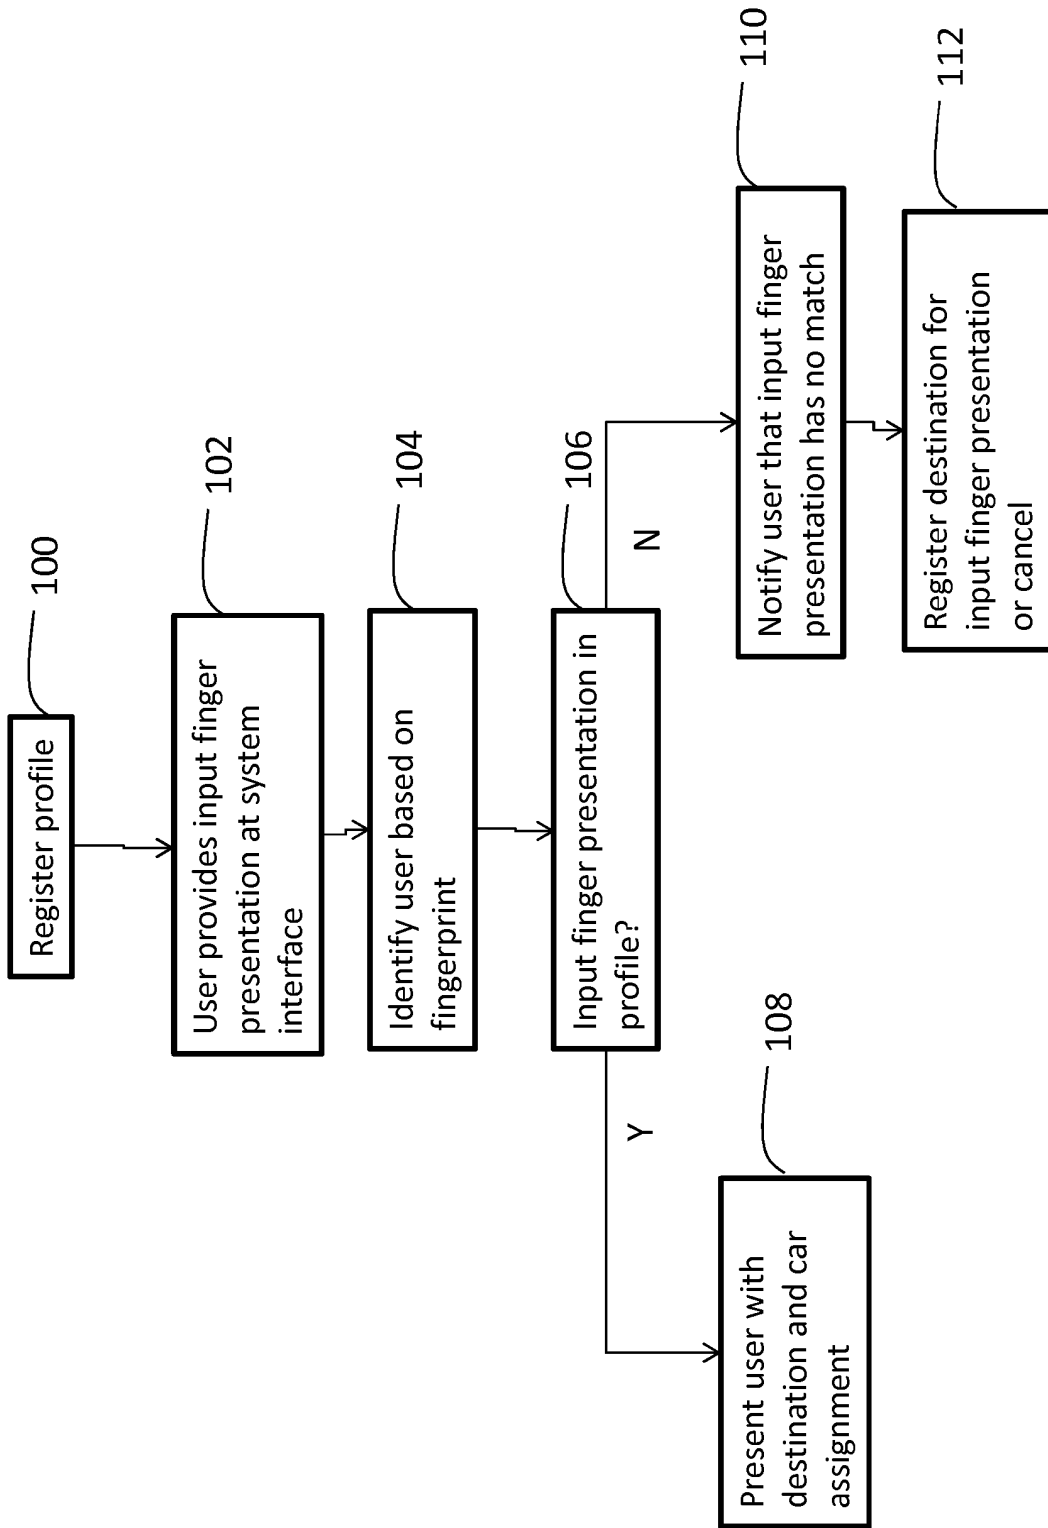 Register profile
100
User provides input finger
presentation at system
interface
102
Identify user based on
fingerprint
104
Input finger presentation in
profile?
106
Y
N
Present user with
destination and car
assignment
108
Notify user that input finger
presentation has no match
110
Register destination for
input finger presentation
or cancel
112